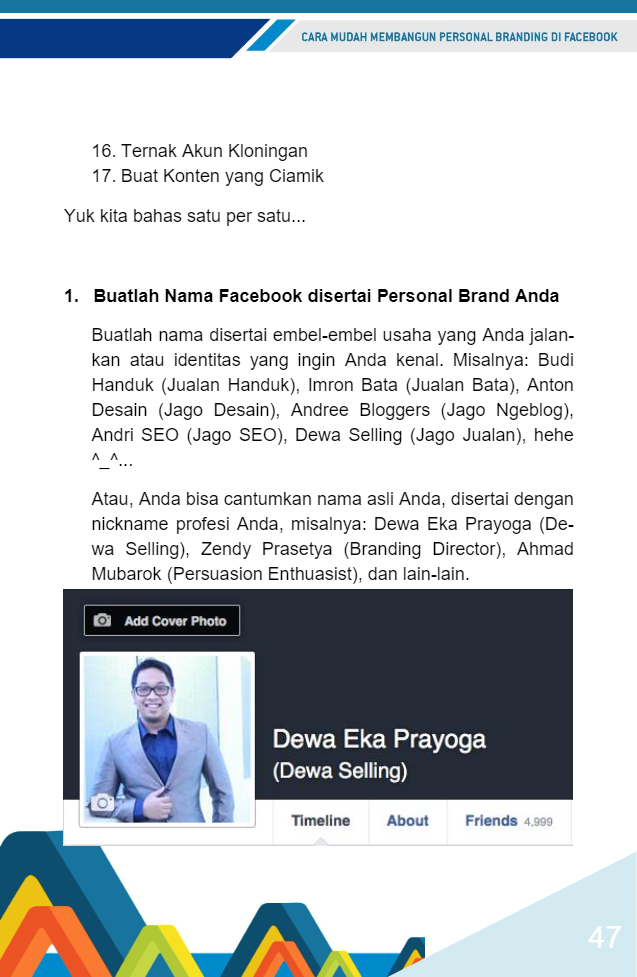 CARA MUDAH MEMBANGUN PERSONAL BRANDING DI FACEBOOK
16. Ternak Akun Kloningan
17. Buat Konten yang Ciamik
Yuk kita bahas satu per satu...
1. Buatlah Nama Facebook disertai Personal Brand Anda
Buatlah nama disertai embel-embel usaha yang Anda jalan-
kan atau identitas yang ingin Anda kenal. Misalnya: Budi
Handuk (Jualan Handuk), Imron Bata (Jualan Bata), Anton
Desain (Jago Desain), Andree Bloggers (Jago Ngeblog),
Andri SEO (Jago SEO), Dewa Selling (Jago Jualan), hehe
^_^...
Atau, Anda bisa cantumkan nama asli Anda, disertai dengan
nickname profesi Anda, misalnya: Dewa Eka Prayoga (De-
wa Selling), Zendy Prasetya (Branding Director), Ahmad
Mubarok (Persuasion Enthuasist), dan lain-lain.
Add Cover Photo
Dewa Eka Prayoga
(Dewa Selling)
Timeline About Friends 4,999
47